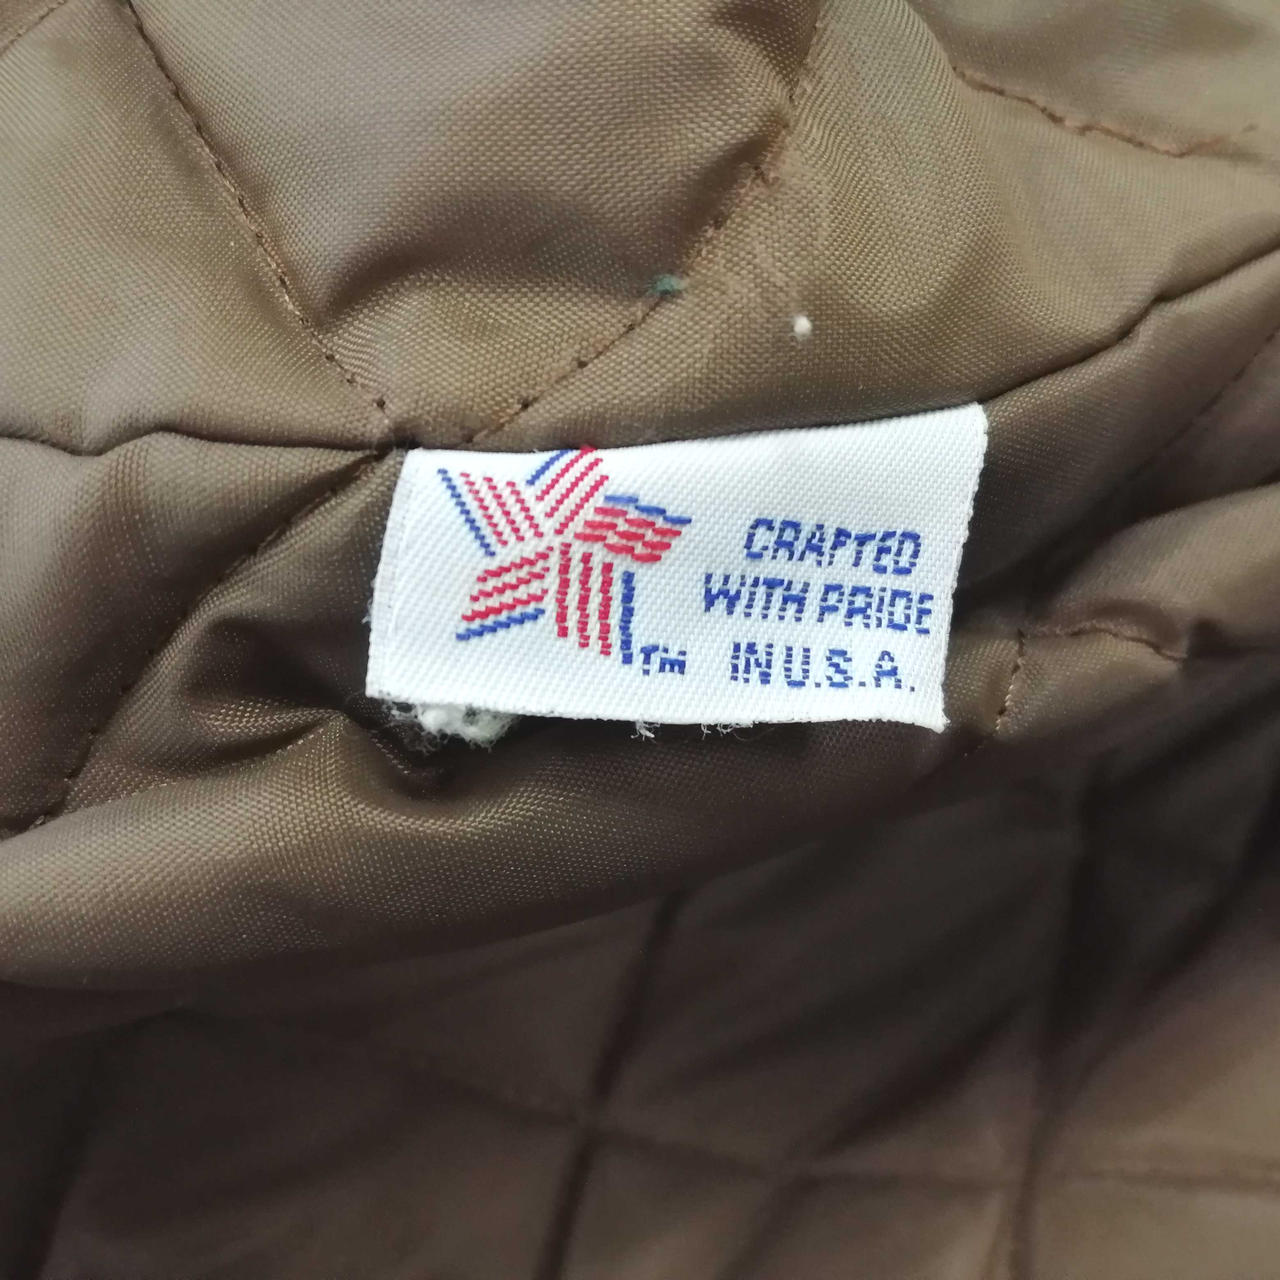 CRAFTED
WITH PRIDE
IN U.S.A.
TM